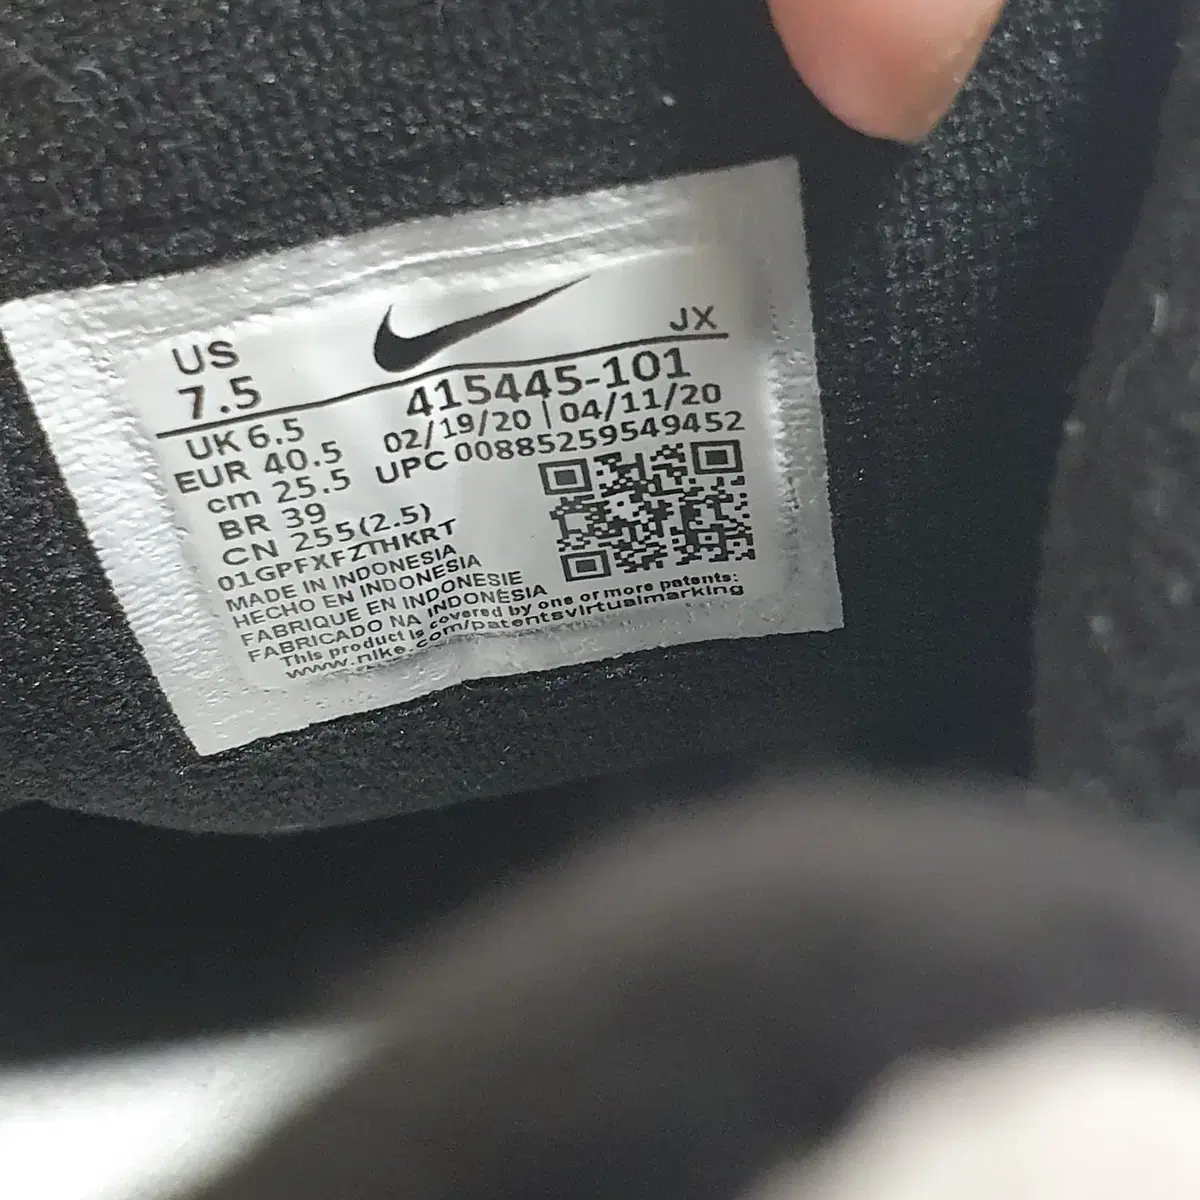 US
7.5
JX
UK 6.5
415445-101
EUR 40.5
02/19/20 | 04/11/20
cm 25.5
UPC 00885259549452
BR 39
CN 255(2.5)
01GPFXFZTHKRT
MADE IN INDONESIA
HECHO EN INDONESIA
FABRIQUE EN INDONESIE
FABRICADO NA INDONÉSIA
This product is covered by one or more patents:
www.nike.com/patentsvirtualmarking